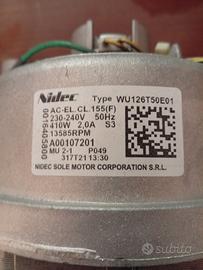 Nidec
Type WU126T50E01
AC-EL.CL.155(F)
230-240V 50Hz
410W 2,0A S3
13585RPM
A00107201
MU 2-1 P049
317T21 13:30
NIDEC SOLE MOTOR CORPORATION S.R.L.
subito